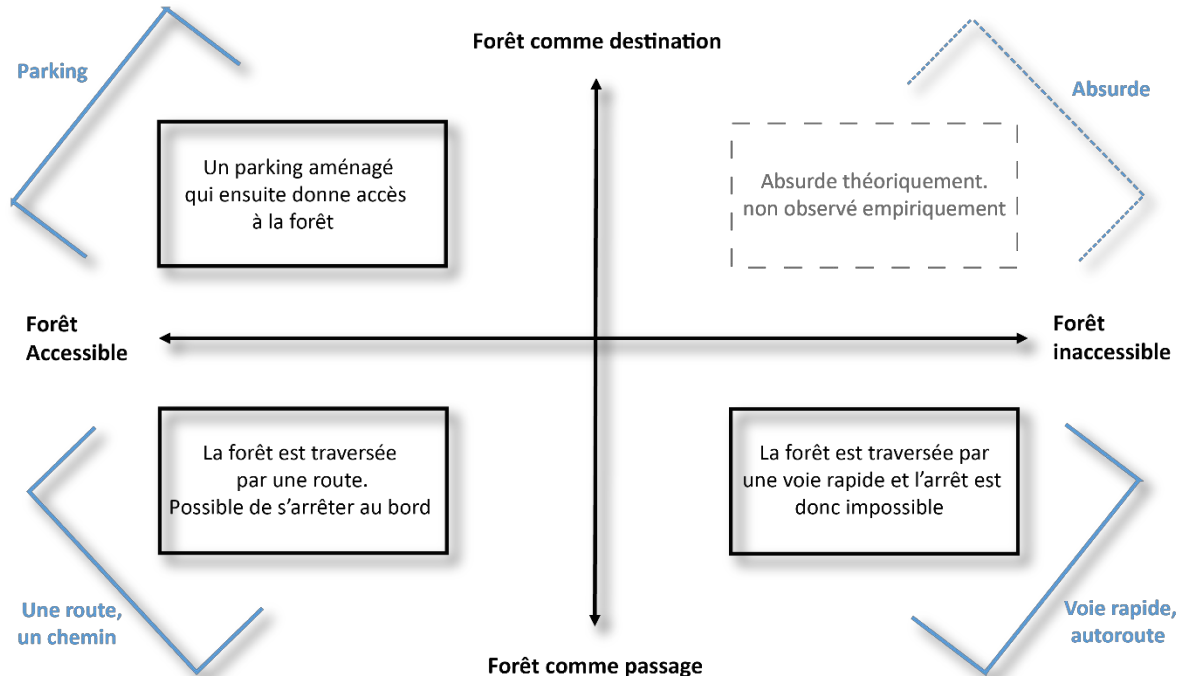 Forêt comme destination
Parking
Absurde
Un parking aménagé
qui ensuite donne accès
à la forêt
Absurde théoriquement.
non observé empiriquement
Forêt
Accessible
Forêt
inaccessible
La forêt est traversée
par une route.
Possible de s’arrêter au bord
La forêt est traversée par
une voie rapide et l’arrêt est
donc impossible
Une route,
un chemin
Voie rapide,
autoroute
Forêt comme passage